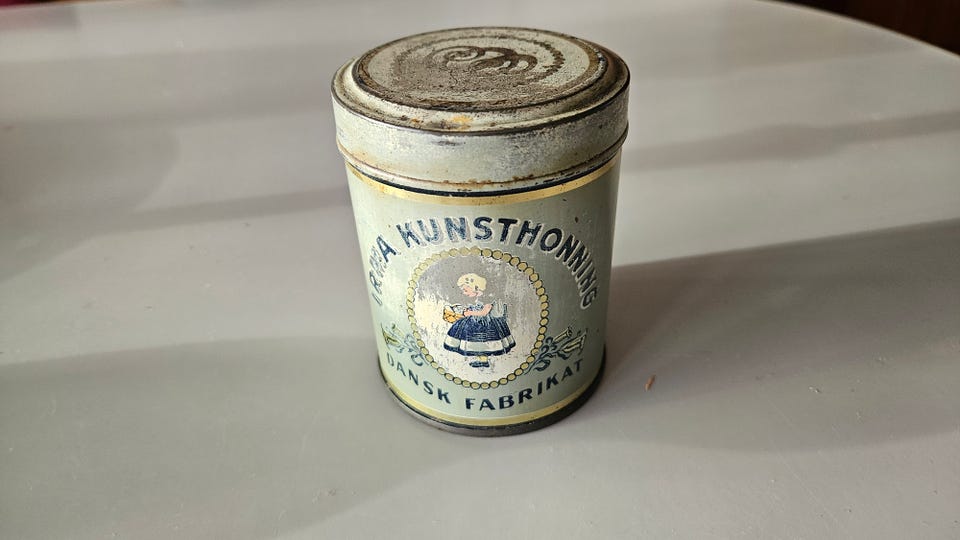 IRMA KUNSTHONNING
DANSK FABRIKAT